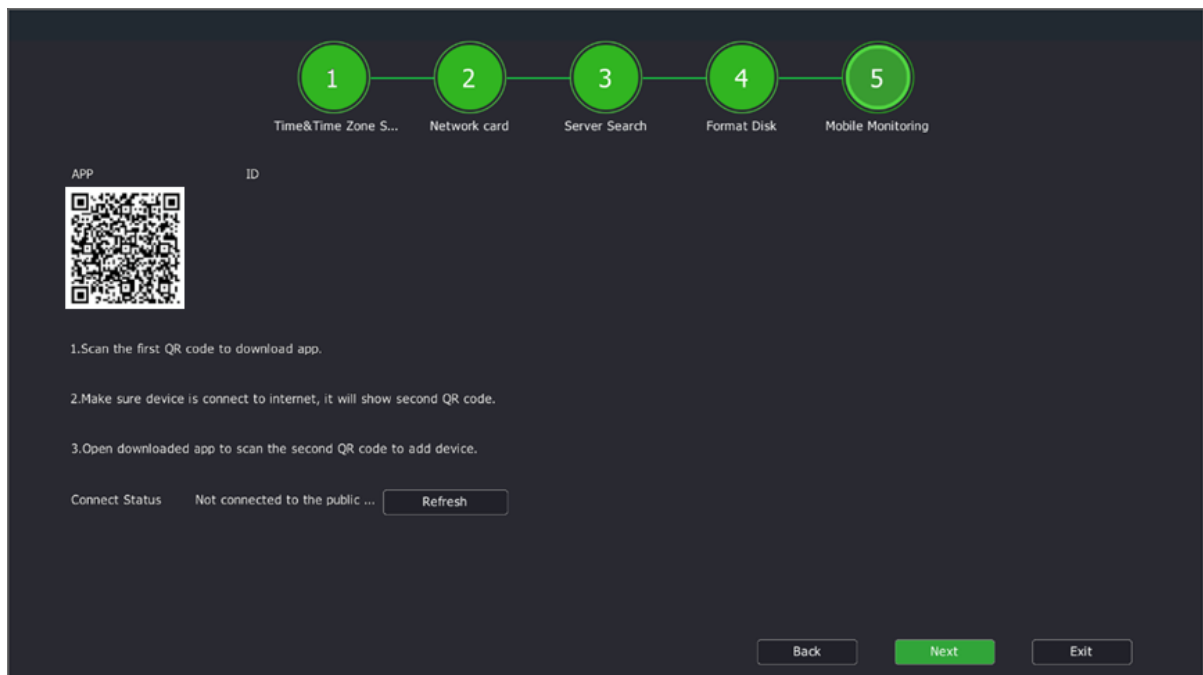 1 2 3 4 5
Time&Time Zone S... Network card Server Search Format Disk Mobile Monitoring
APP ID
1.Scan the first QR code to download app.
2.Make sure device is connect to internet, it will show second QR code.
3.Open downloaded app to scan the second QR code to add device.
Connect Status Not connected to the public ... Refresh
Back Next Exit